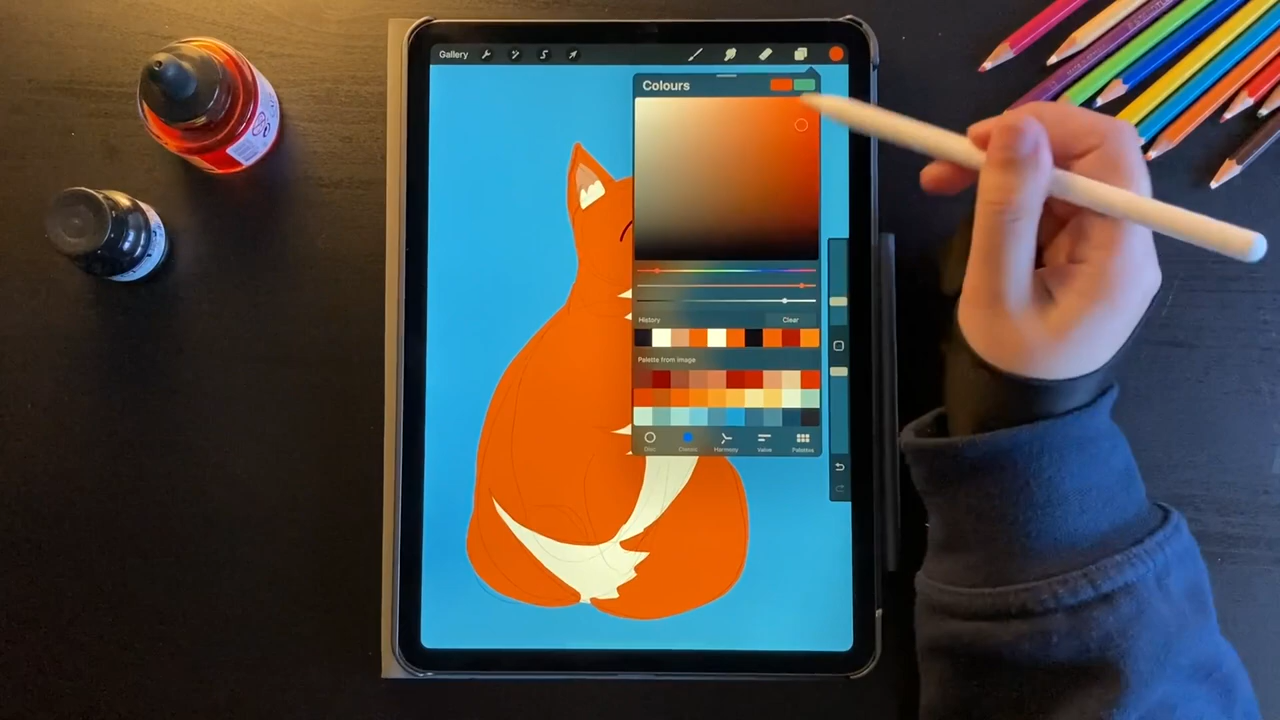 Gallery
Colours
History
Clear
Palette from image
Disc
Classic
Harmony
Value
Palettes